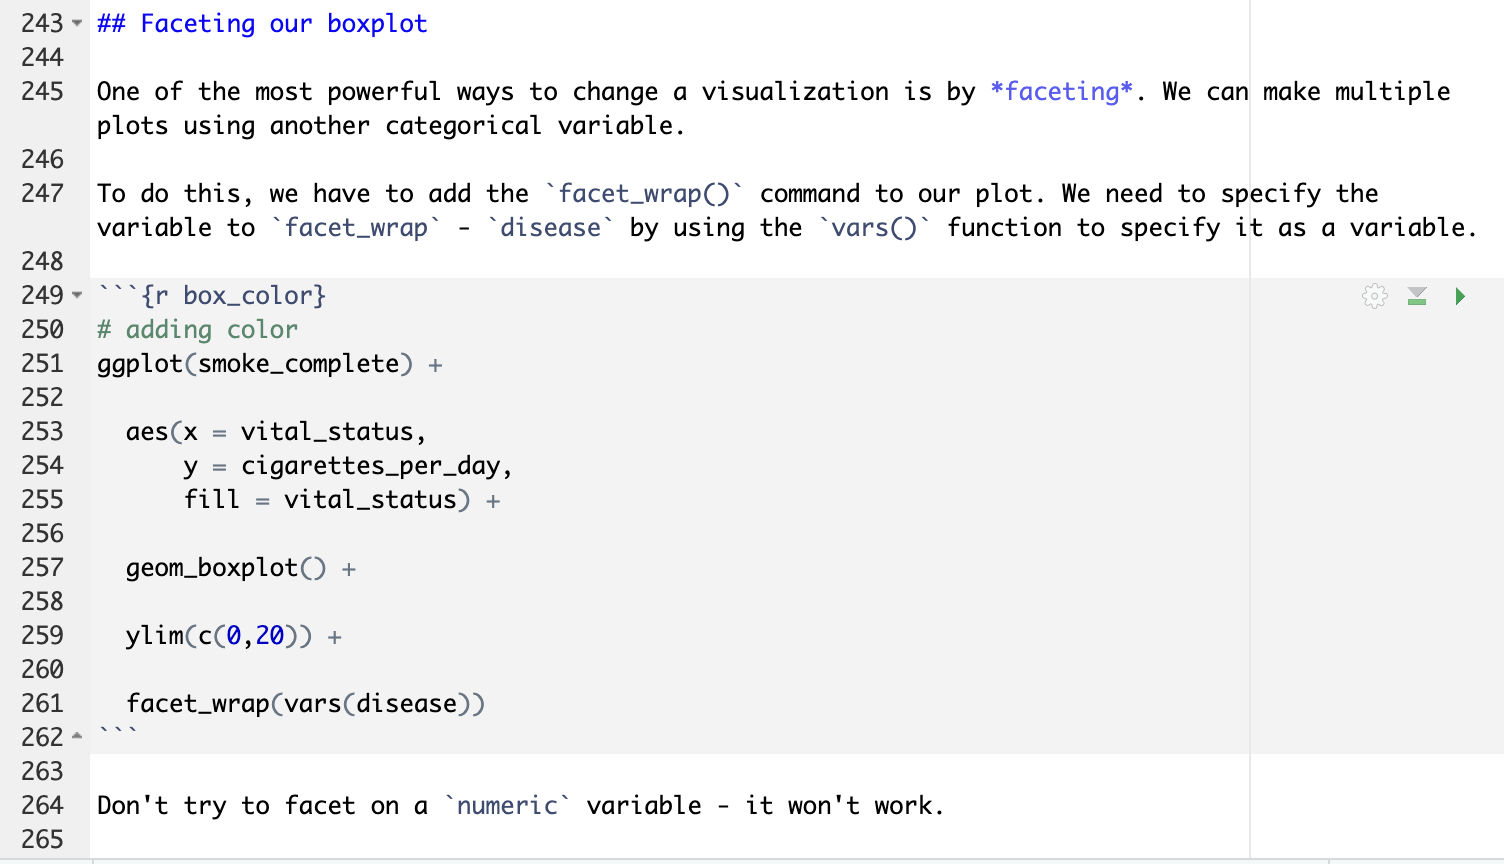 243 ## Faceting our boxplot
244
245 One of the most powerful ways to change a visualization is by *faceting*. We can make multiple
plots using another categorical variable.
246
247 To do this, we have to add the `facet_wrap()` command to our plot. We need to specify the
variable to `facet_wrap` - `disease` by using the `vars()` function to specify it as a variable.
248
249 ```{r box_color}
250 # adding color
251 ggplot(smoke_complete) +
252
253   aes(x = vital_status,
254       y = cigarettes_per_day,
255       fill = vital_status) +
256
257   geom_boxplot() +
258
259   ylim(c(0,20)) +
260
261   facet_wrap(vars(disease))
262 ```
263
264 Don't try to facet on a `numeric` variable - it won't work.
265